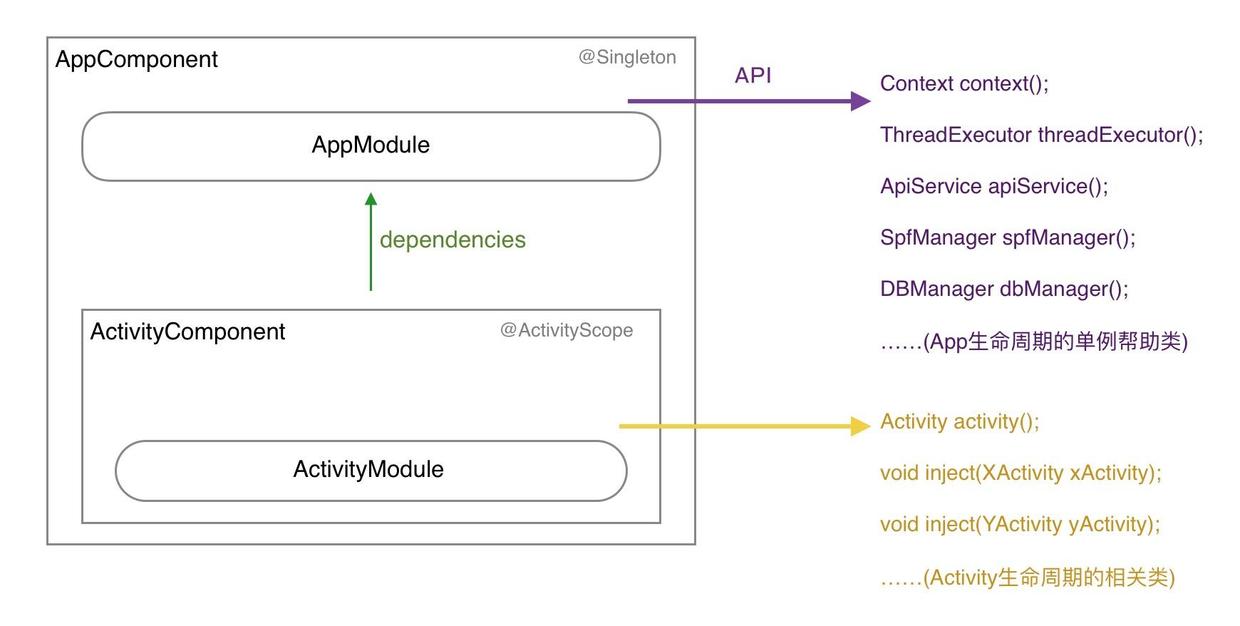 AppComponent
@Singleton
AppModule
dependencies
ActivityComponent
@ActivityScope
ActivityModule
API
Context context();
ThreadExecutor threadExecutor();
ApiService apiService();
SpfManager spfManager();
DBManager dbManager();
……(App生命周期的单例帮助类)
Activity activity();
void inject(XActivity xActivity);
void inject(YActivity yActivity);
……(Activity生命周期的相关类)